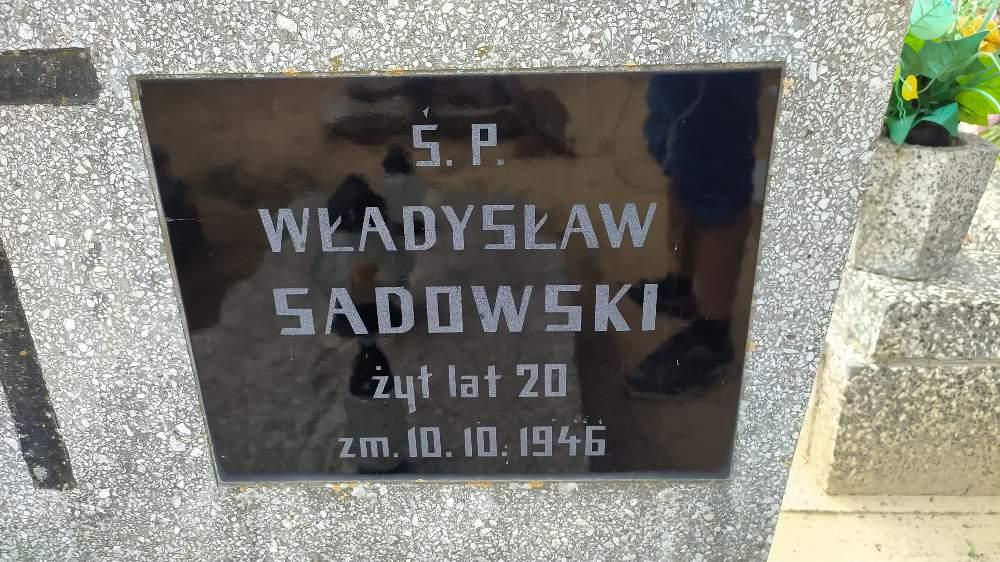 Ś. P.
WŁADYSŁAW
SADOWSKI
żył lat 20
zm. 10. 10. 1946